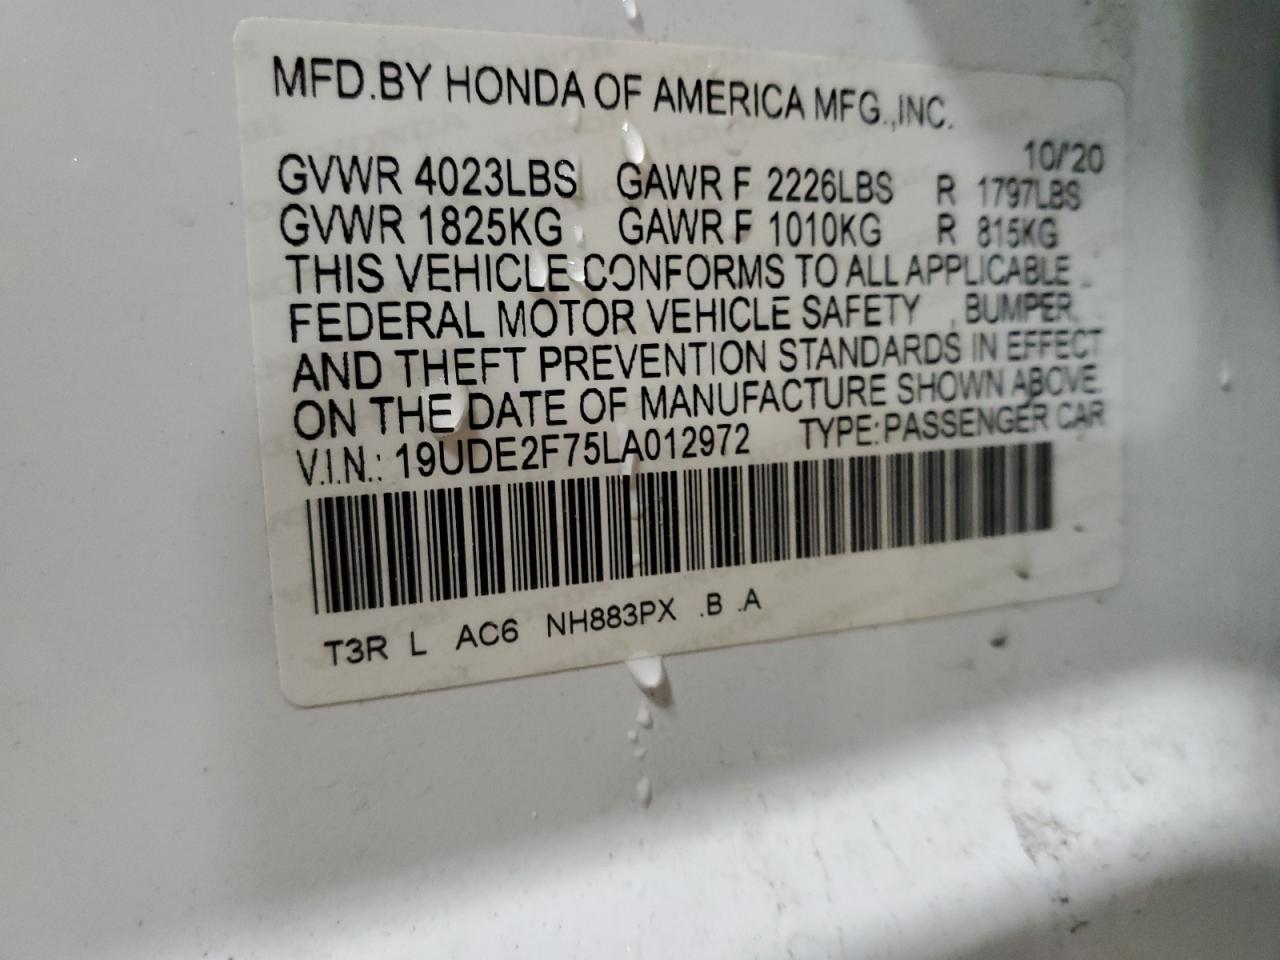 MFD.BY HONDA OF AMERICA MFG.,INC.
10/'20
GVWR 4023LBS GAWR F 2226LBS R 1797LBS
GVWR 1825KG GAWR F 1010KG R 815KG
THIS VEHICLE CONFORMS TO ALL APPLICABLE
FEDERAL MOTOR VEHICLE SAFETY , BUMPER,
AND THEFT PREVENTION STANDARDS IN EFFECT
ON THE DATE OF MANUFACTURE SHOWN ABOVE.
V.I.N.: 19UDE2F75LA012972 TYPE:PASSENGER CAR
T3R L AC6 NH883PX .B .A